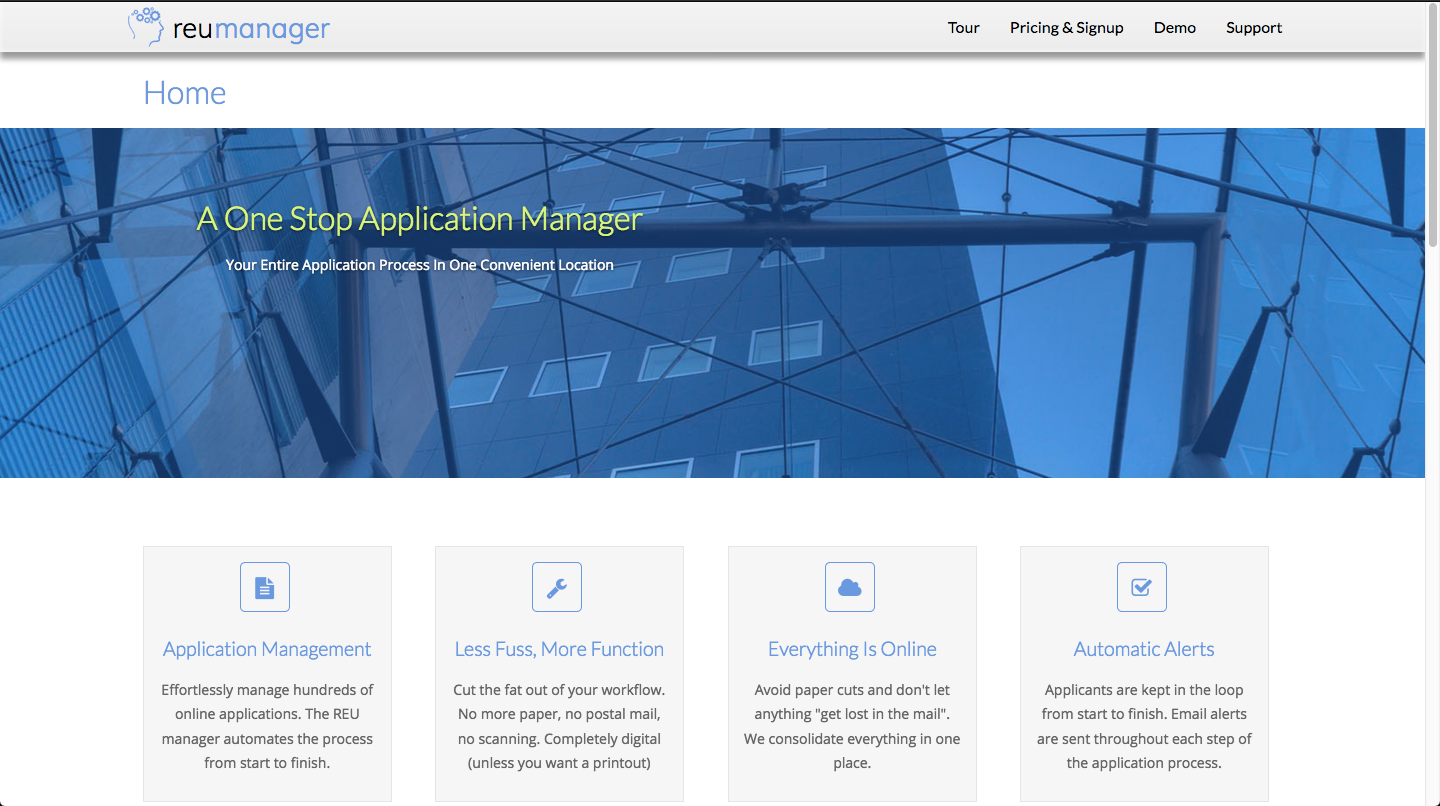 reumanager
Tour
Pricing & Signup
Demo
Support
Home
A One Stop Application Manager
Your Entire Application Process In One Convenient Location
Application Management
Effortlessly manage hundreds of
online applications. The REU
manager automates the process
from start to finish.
Less Fuss, More Function
Cut the fat out of your workflow.
No more paper, no postal mail,
no scanning. Completely digital
(unless you want a printout)
Everything Is Online
Avoid paper cuts and don't let
anything "get lost in the mail".
We consolidate everything in one
place.
Automatic Alerts
Applicants are kept in the loop
from start to finish. Email alerts
are sent throughout each step of
the application process.